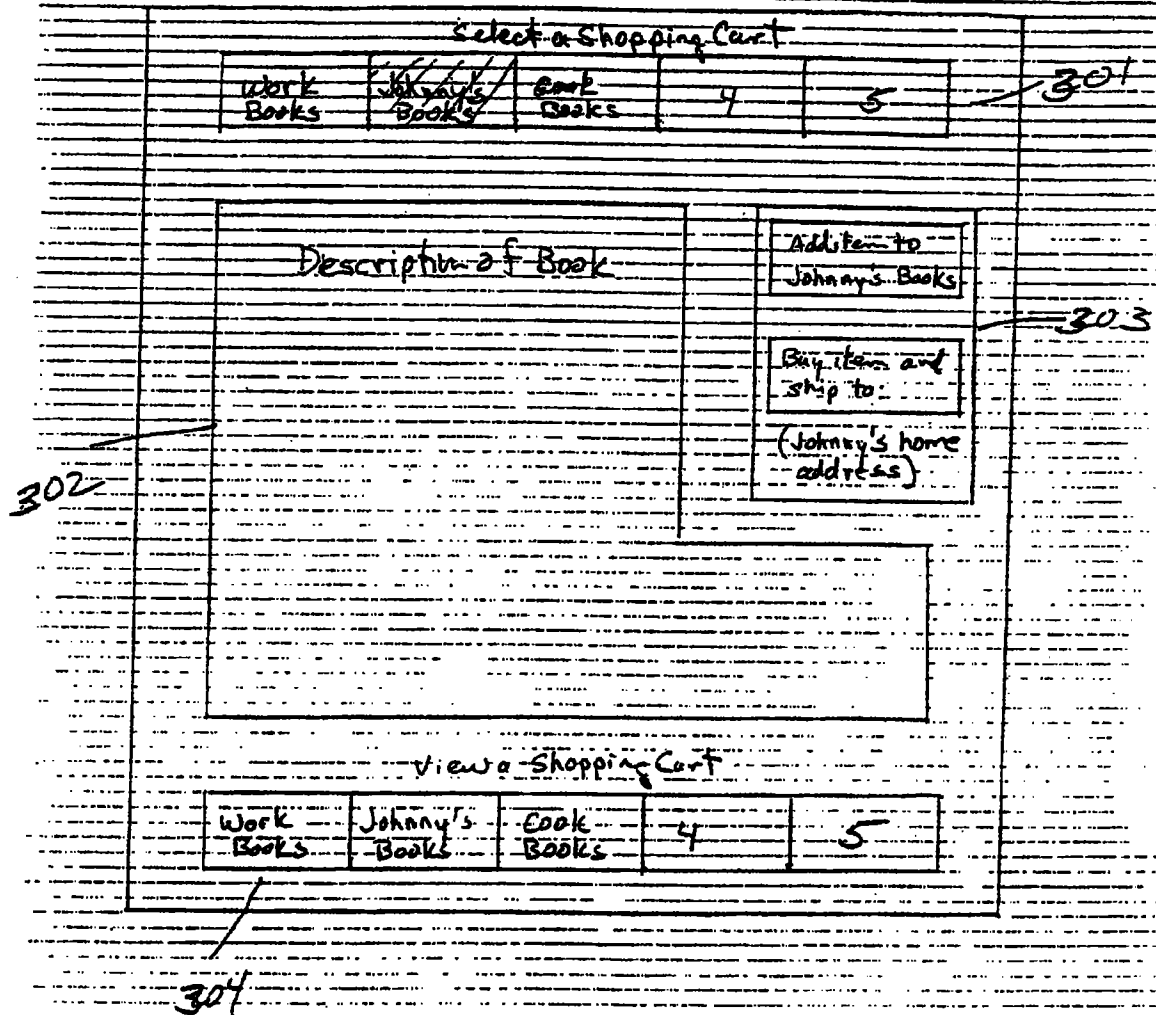 Select a Shopping Cart
Work Books
Johnny's Books
Cook Books
4
5
301
Description of Book
Add item to
Johnny's Books
303
Buy item and
ship to:
(Johnny's home
address)
302
View a Shopping Cart
Work Books
Johnny's Books
Cook Books
4
5
304